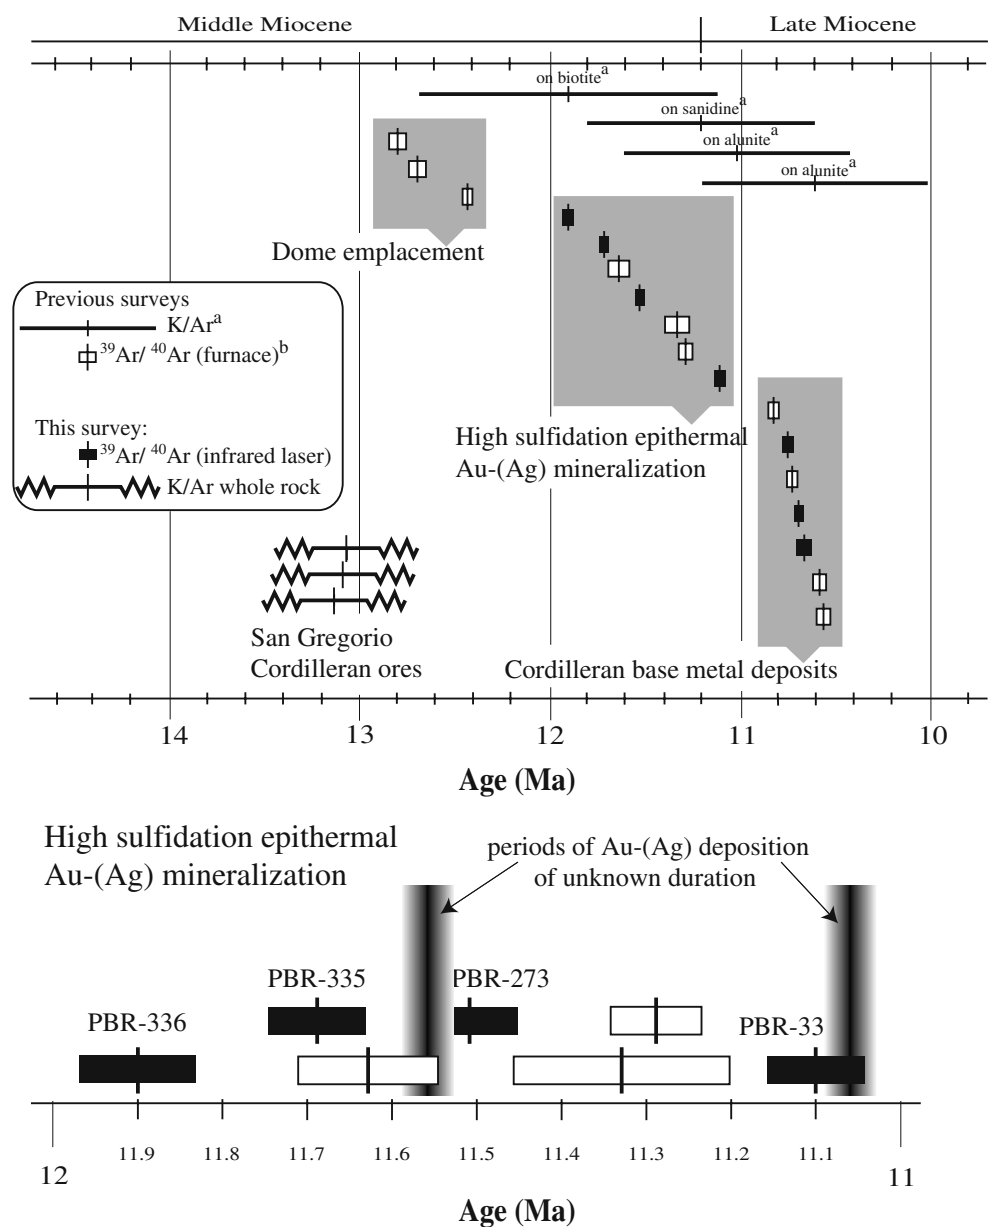 Middle Miocene
Late Miocene
on biotite^a
on sanidine^a
on alunite^a
on alunite^a
Dome emplacement
Previous surveys
K/Ar^a
^39Ar/ ^40Ar (furnace)^b
This survey:
^39Ar/ ^40Ar (infrared laser)
K/Ar whole rock
High sulfidation epithermal
Au-(Ag) mineralization
San Gregorio
Cordilleran ores
Cordilleran base metal deposits
14 13 12 11 10
Age (Ma)
High sulfidation epithermal
Au-(Ag) mineralization
periods of Au-(Ag) deposition
of unknown duration
PBR-335
PBR-273
PBR-336
PBR-33
12 11.9 11.8 11.7 11.6 11.5 11.4 11.3 11.2 11.1 11
Age (Ma)